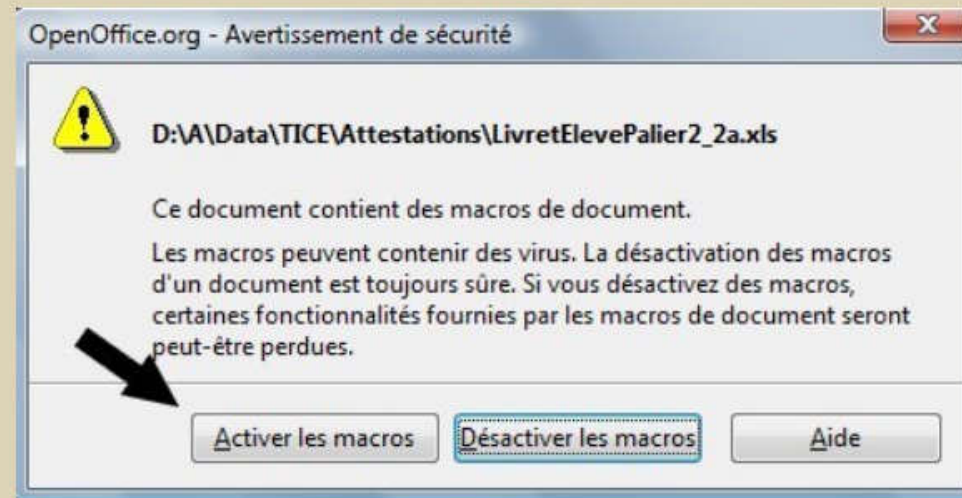 OpenOffice.org - Avertissement de sécurité
D:\A\Data\TICE\Attestations\LivretElevePalier2_2a.xls
Ce document contient des macros de document.
Les macros peuvent contenir des virus. La désactivation des macros
d'un document est toujours sûre. Si vous désactivez des macros,
certaines fonctionnalités fournies par les macros de document seront
peut-être perdues.
Activer les macros
Désactiver les macros
Aide